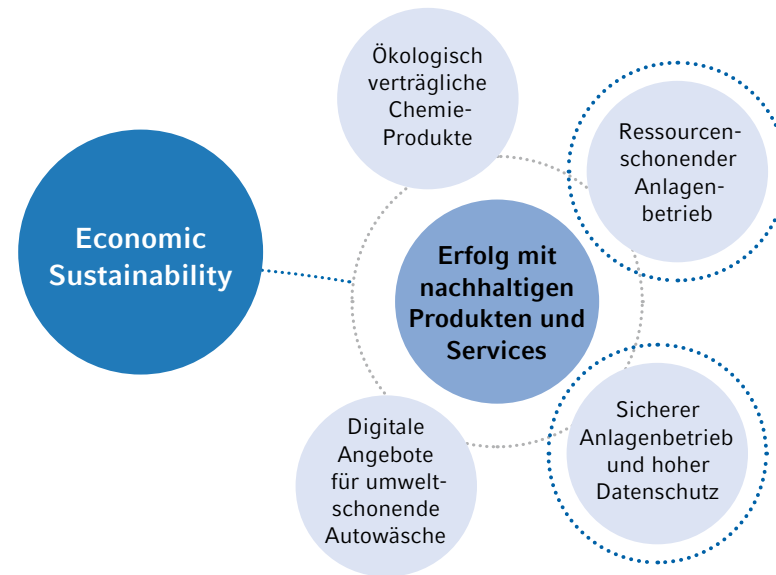 Ökologisch
verträgliche
Chemie-
Produkte
Ressourcen-
schonender
Anlagen-
betrieb
Economic
Sustainability
Erfolg mit
nachhaltigen
Produkten und
Services
Sicherer
Anlagenbetrieb
und hoher
Datenschutz
Digitale
Angebote
für umwelt-
schonende
Autowäsche